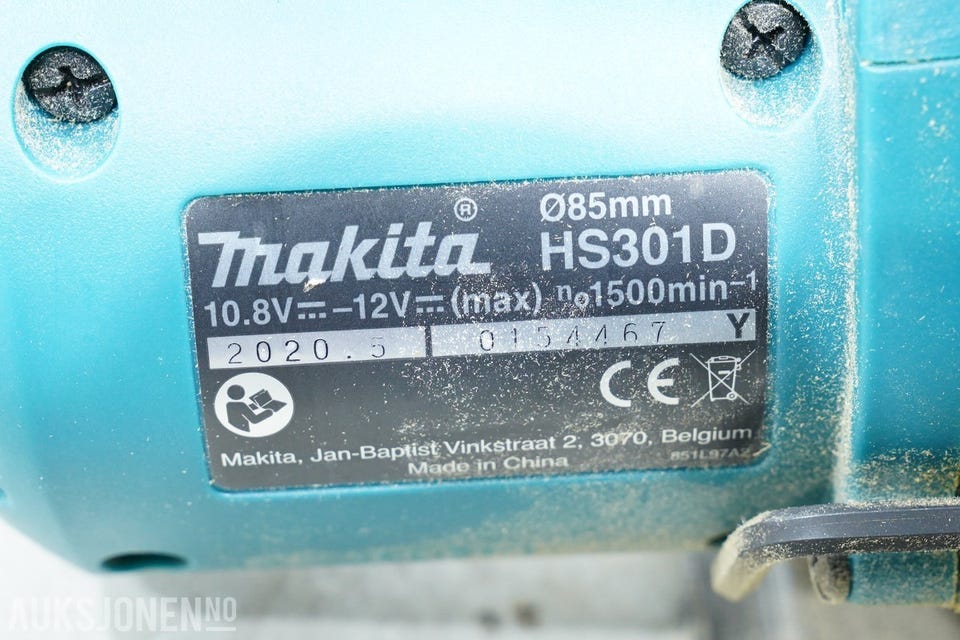 makita®
Ø85mm
HS301D
10.8V⎓–12V⎓(max) n₀1500min⁻¹
2020.5 0154467 Y
CE
Makita, Jan-Baptist Vinkstraat 2, 3070, Belgium
Made in China
851L97A2
AUKSJONEN.NO